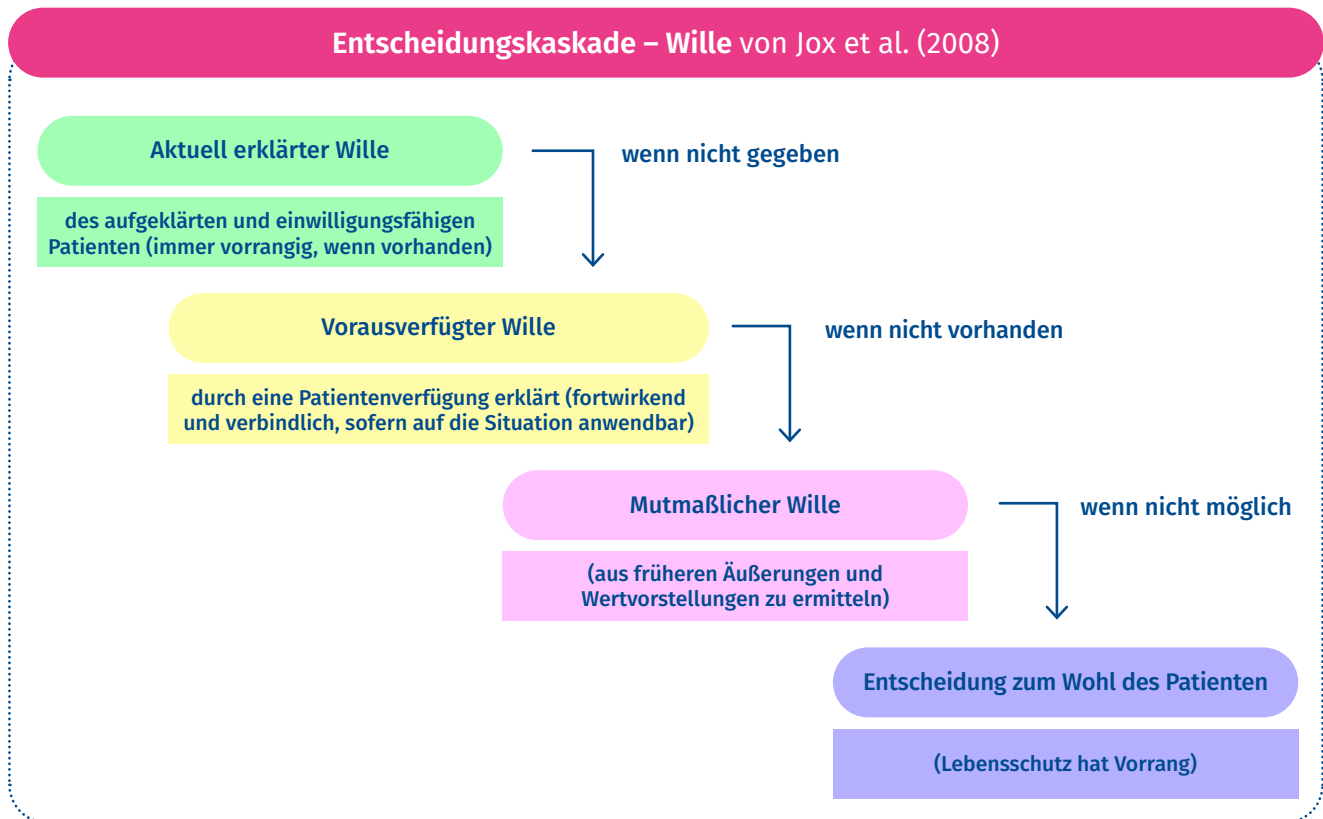 Entscheidungskaskade – Wille von Jox et al. (2008)
Aktuell erklärter Wille
wenn nicht gegeben
des aufgeklärten und einwilligungsfähigen
Patienten (immer vorrangig, wenn vorhanden)
Vorausverfügter Wille
wenn nicht vorhanden
durch eine Patientenverfügung erklärt (fortwirkend
und verbindlich, sofern auf die Situation anwendbar)
Mutmaßlicher Wille
wenn nicht möglich
(aus früheren Äußerungen und
Wertvorstellungen zu ermitteln)
Entscheidung zum Wohl des Patienten
(Lebensschutz hat Vorrang)